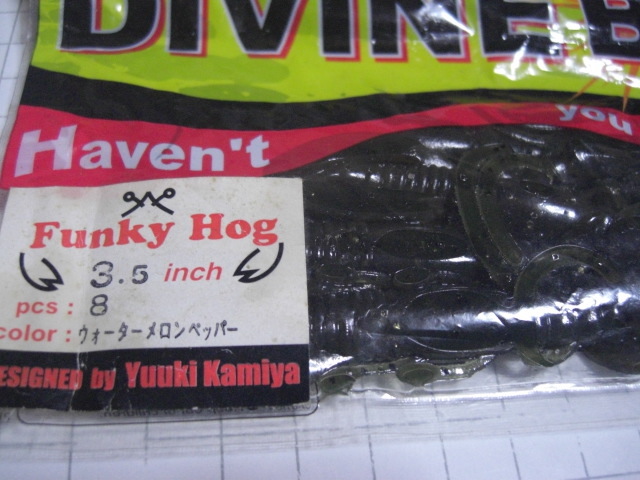 DIVINE B
Haven't you
Funky Hog
3.5 inch
pcs : 8
color : ウォーターメロンペッパー
DESIGNED by Yuuki Kamiya